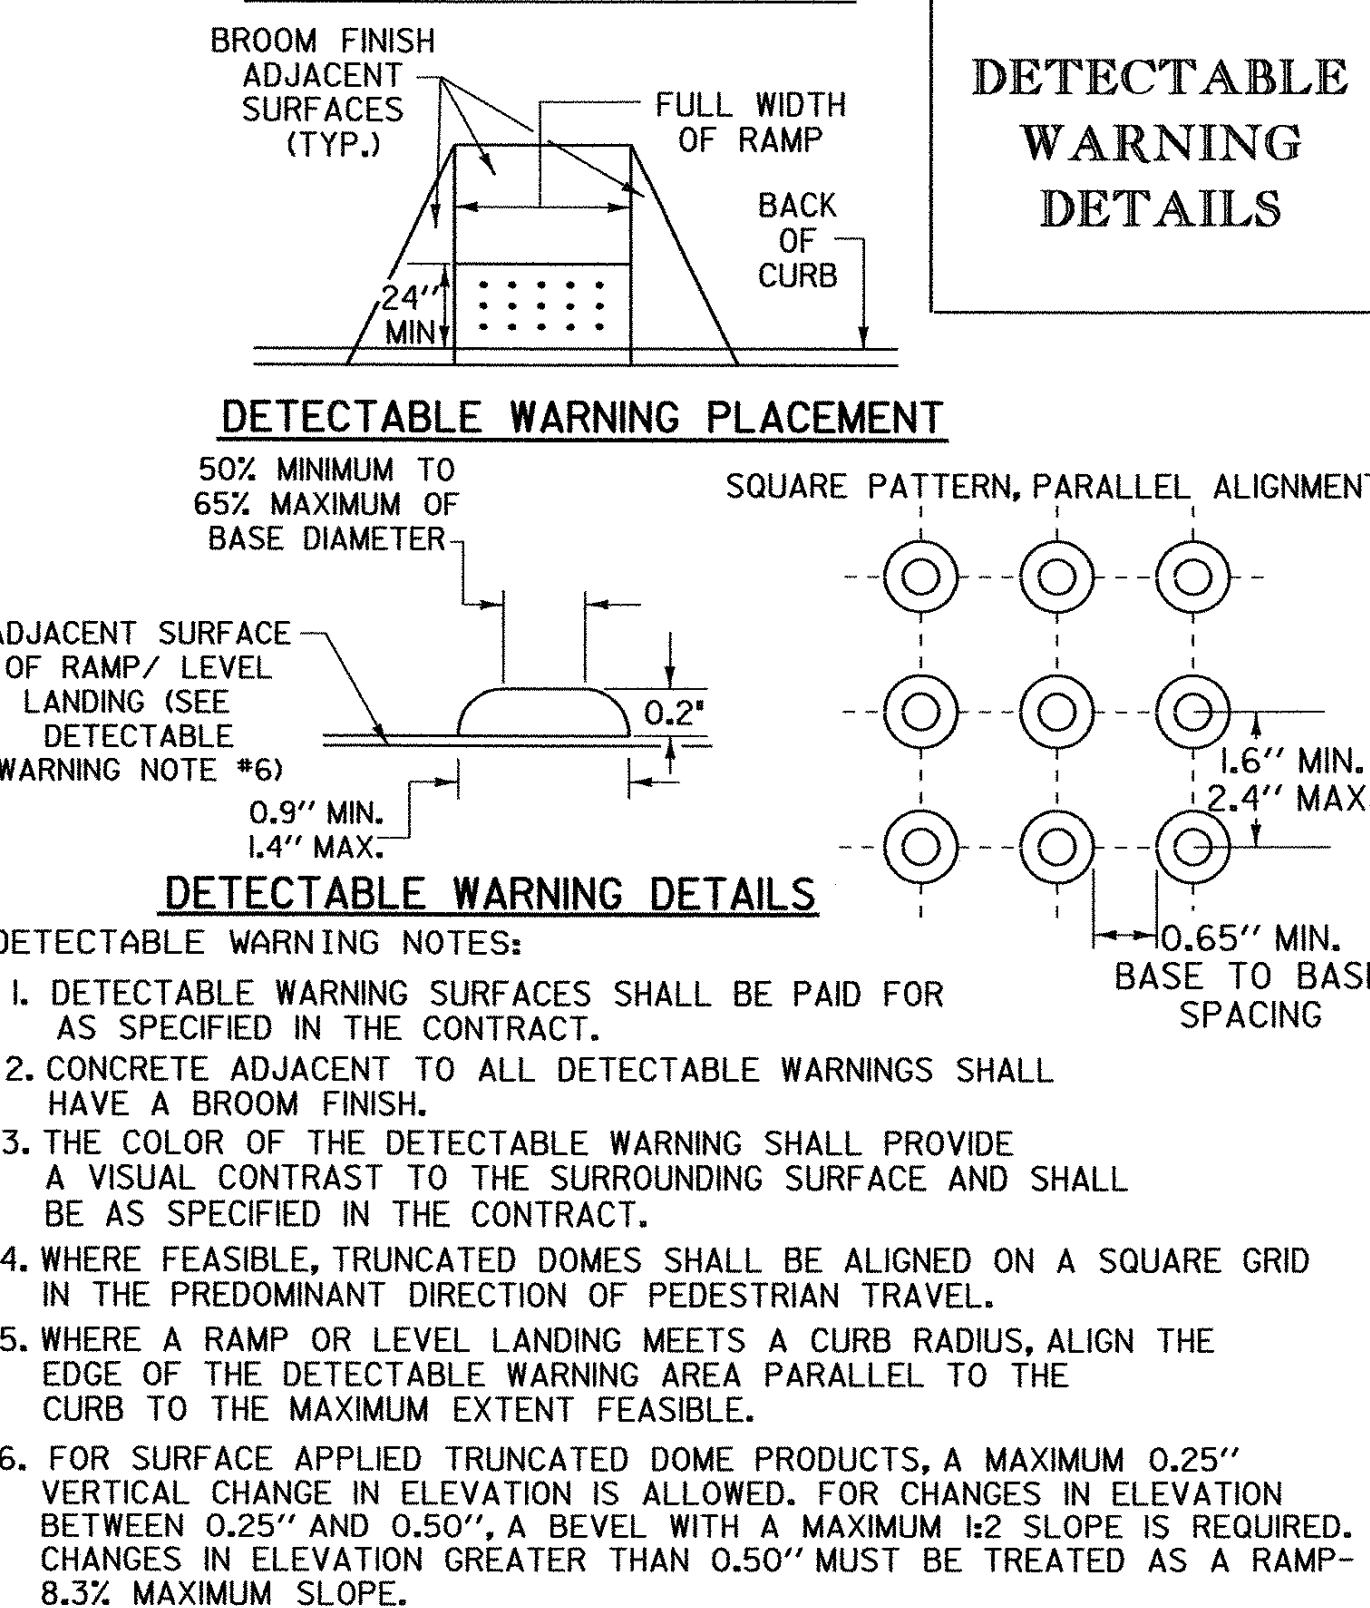 BROOM FINISH
ADJACENT
SURFACES
(TYP.)
FULL WIDTH
OF RAMP
BACK
OF
CURB
24"
MIN
DETECTABLE
WARNING
DETAILS
DETECTABLE WARNING PLACEMENT
50% MINIMUM TO
65% MAXIMUM OF
BASE DIAMETER
ADJACENT SURFACE
OF RAMP/ LEVEL
LANDING (SEE
DETECTABLE
WARNING NOTE #6)
0.2"
0.9" MIN.
1.4" MAX.
SQUARE PATTERN, PARALLEL ALIGNMENT
1.6" MIN.
2.4" MAX
0.65" MIN.
BASE TO BASE
SPACING
DETECTABLE WARNING DETAILS
DETECTABLE WARNING NOTES:
1. DETECTABLE WARNING SURFACES SHALL BE PAID FOR
AS SPECIFIED IN THE CONTRACT.
2. CONCRETE ADJACENT TO ALL DETECTABLE WARNINGS SHALL
HAVE A BROOM FINISH.
3. THE COLOR OF THE DETECTABLE WARNING SHALL PROVIDE
A VISUAL CONTRAST TO THE SURROUNDING SURFACE AND SHALL
BE AS SPECIFIED IN THE CONTRACT.
4. WHERE FEASIBLE, TRUNCATED DOMES SHALL BE ALIGNED ON A SQUARE GRID
IN THE PREDOMINANT DIRECTION OF PEDESTRIAN TRAVEL.
5. WHERE A RAMP OR LEVEL LANDING MEETS A CURB RADIUS, ALIGN THE
EDGE OF THE DETECTABLE WARNING AREA PARALLEL TO THE
CURB TO THE MAXIMUM EXTENT FEASIBLE.
6. FOR SURFACE APPLIED TRUNCATED DOME PRODUCTS, A MAXIMUM 0.25"
VERTICAL CHANGE IN ELEVATION IS ALLOWED. FOR CHANGES IN ELEVATION
BETWEEN 0.25" AND 0.50", A BEVEL WITH A MAXIMUM 1:2 SLOPE IS REQUIRED.
CHANGES IN ELEVATION GREATER THAN 0.50" MUST BE TREATED AS A RAMP-
8.3% MAXIMUM SLOPE.